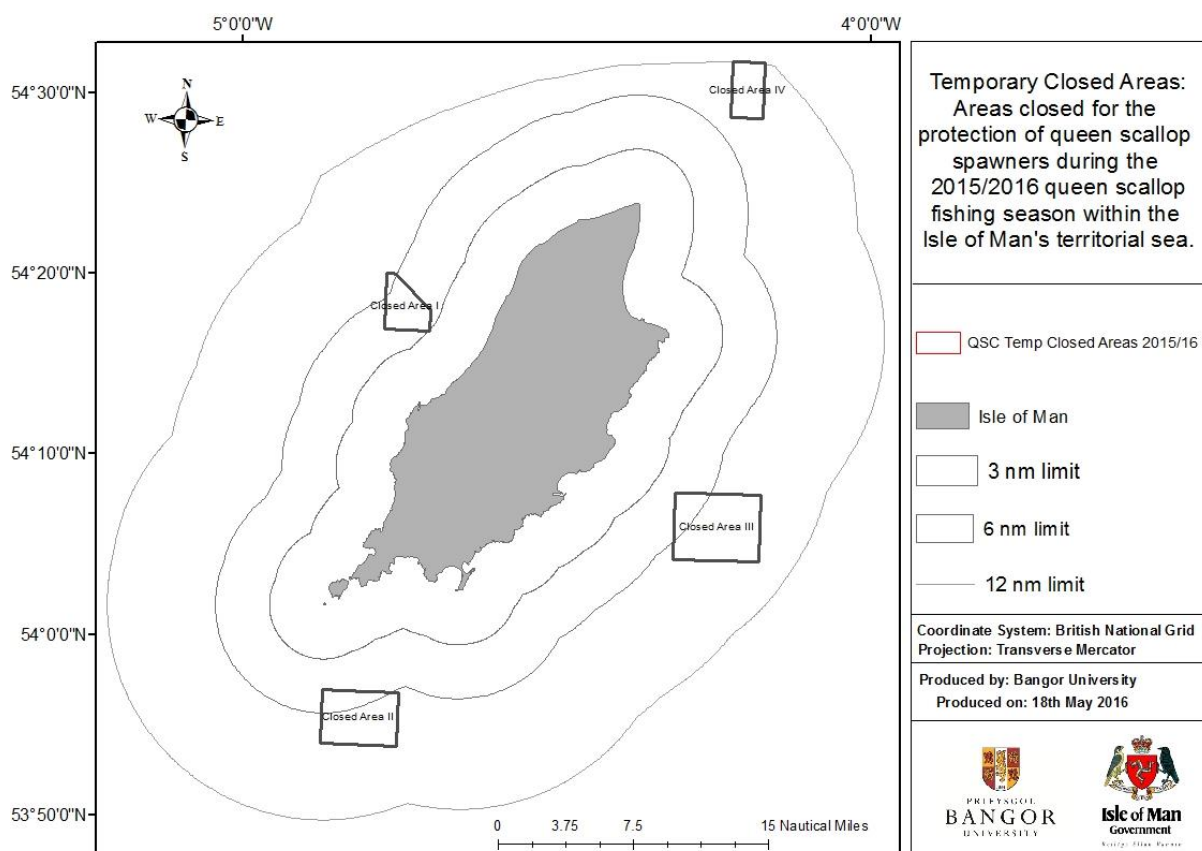 5°0'0"W
4°0'0"W
54°30'0"N
54°20'0"N
54°10'0"N
54°0'0"N
53°50'0"N
N
W
E
S
Closed Area IV
Closed Area I
Closed Area III
Closed Area II
0 3.75 7.5 15 Nautical Miles
Temporary Closed Areas:
Areas closed for the
protection of queen scallop
spawners during the
2015/2016 queen scallop
fishing season within the
Isle of Man's territorial sea.
QSC Temp Closed Areas 2015/16
Isle of Man
3 nm limit
6 nm limit
12 nm limit
Coordinate System: British National Grid
Projection: Transverse Mercator
Produced by: Bangor University
Produced on: 18th May 2016
PRIFYSGOL
BANGOR
UNIVERSITY
Isle of Man
Government